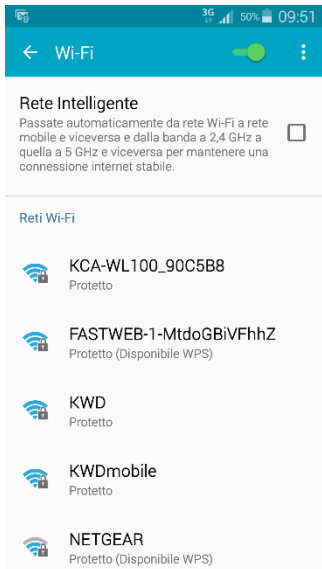 3G 50% 09:51
Wi-Fi
Rete Intelligente
Passate automaticamente da rete Wi-Fi a rete
mobile e viceversa e dalla banda a 2,4 GHz a
quella a 5 GHz e viceversa per mantenere una
connessione internet stabile.
Reti Wi-Fi
KCA-WL100_90C5B8
Protetto
FASTWEB-1-MtdoGBiVFhhZ
Protetto (Disponibile WPS)
KWD
Protetto
KWDmobile
Protetto
NETGEAR
Protetto (Disponibile WPS)